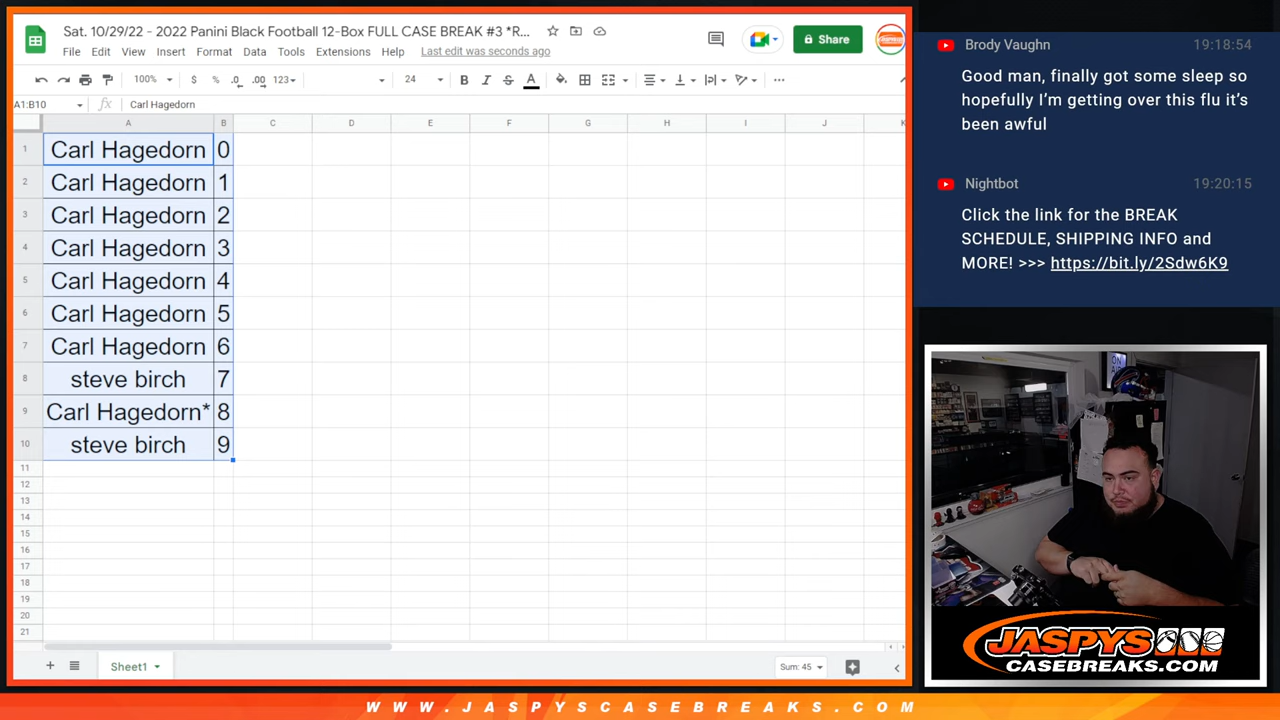 Sat. 10/29/22 - 2022 Panini Black Football 12-Box FULL CASE BREAK #3 *R...
File Edit View Insert Format Data Tools Extensions Help Last edit was seconds ago
Share
100% $ % .0 .00 123 24 B I S A
A1:B10 fx Carl Hagedorn
A B C D E F G H I J K
1 Carl Hagedorn 0
2 Carl Hagedorn 1
3 Carl Hagedorn 2
4 Carl Hagedorn 3
5 Carl Hagedorn 4
6 Carl Hagedorn 5
7 Carl Hagedorn 6
8 steve birch 7
9 Carl Hagedorn* 8
10 steve birch 9
11
12
13
14
15
16
17
18
19
20
21
Sheet1
Sum: 45
Brody Vaughn 19:18:54
Good man, finally got some sleep so
hopefully I'm getting over this flu it's
been awful
Nightbot 19:20:15
Click the link for the BREAK
SCHEDULE, SHIPPING INFO and
MORE! >>> https://bit.ly/2Sdw6K9
ON
JASPYS
CASEBREAKS.COM
WWW.JASPYSCASEBREAKS.COM